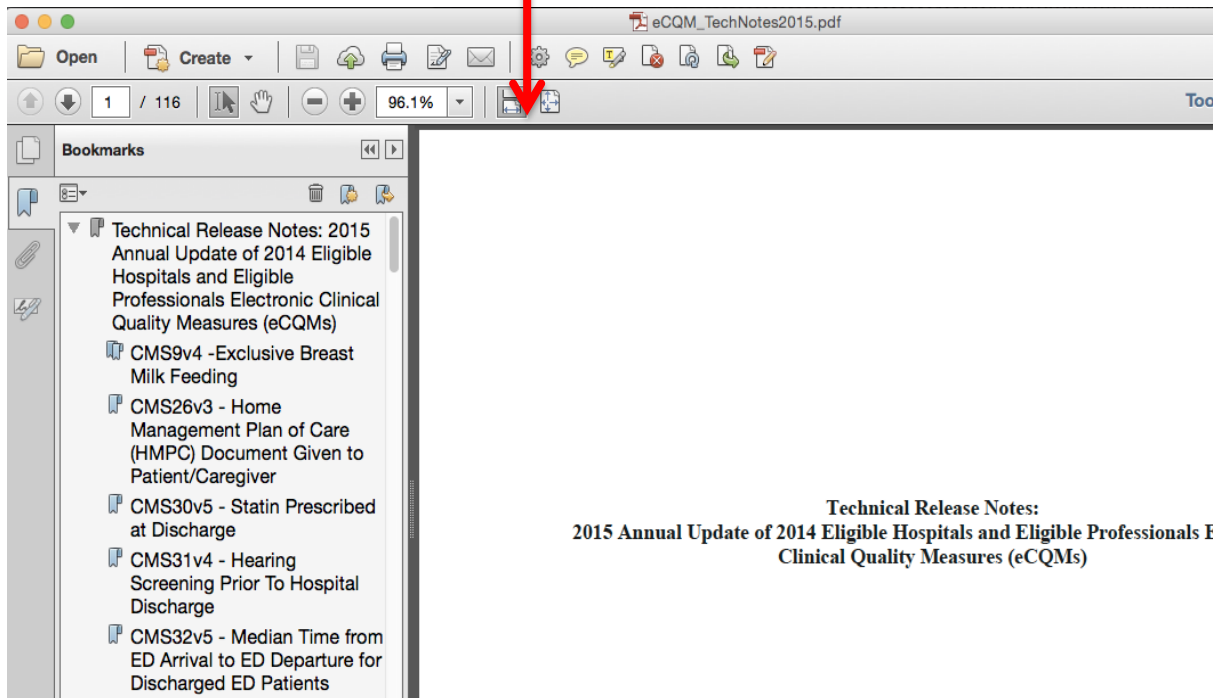 eCQM_TechNotes2015.pdf
Open Create
1 / 116 96.1% Too
Bookmarks
Technical Release Notes: 2015
Annual Update of 2014 Eligible
Hospitals and Eligible
Professionals Electronic Clinical
Quality Measures (eCQMs)
CMS9v4 -Exclusive Breast
Milk Feeding
CMS26v3 - Home
Management Plan of Care
(HMPC) Document Given to
Patient/Caregiver
CMS30v5 - Statin Prescribed
at Discharge
CMS31v4 - Hearing
Screening Prior To Hospital
Discharge
CMS32v5 - Median Time from
ED Arrival to ED Departure for
Discharged ED Patients
Technical Release Notes:
2015 Annual Update of 2014 Eligible Hospitals and Eligible Professionals E
Clinical Quality Measures (eCQMs)